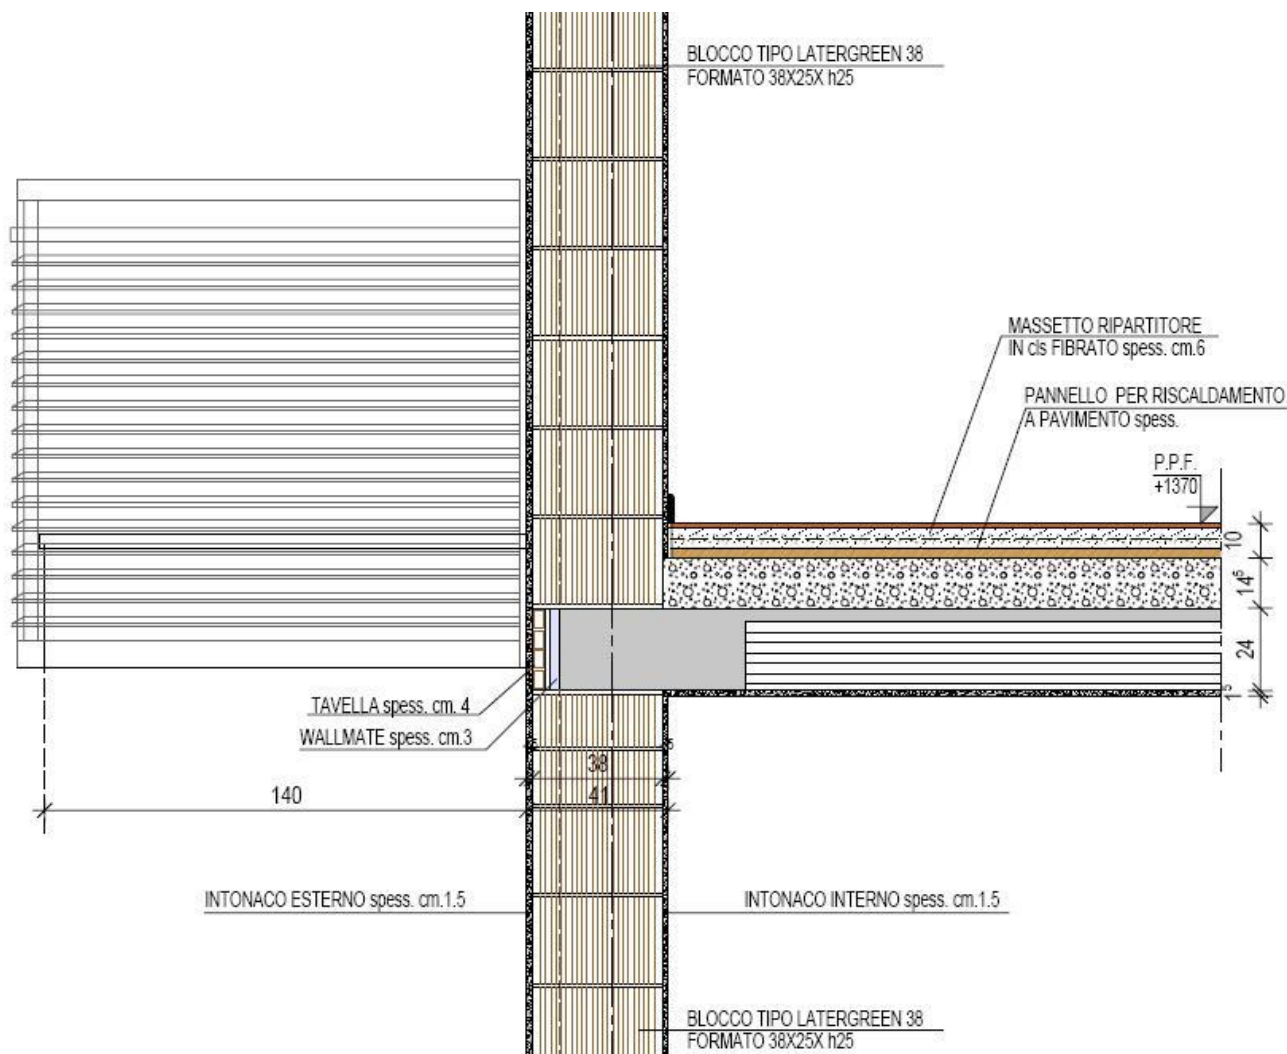 BLOCCO TIPO LATERGREEN 38
FORMATO 38X25X h25
MASSETTO RIPARTITORE
IN cls FIBRATO spess. cm.6
PANNELLO PER RISCALDAMENTO
A PAVIMENTO spess.
P.P.F.
+1370
10
14⁵
24
1⁵
TAVELLA spess. cm. 4
WALLMATE spess. cm.3
38
140
41
INTONACO ESTERNO spess. cm.1.5
INTONACO INTERNO spess. cm.1.5
BLOCCO TIPO LATERGREEN 38
FORMATO 38X25X h25